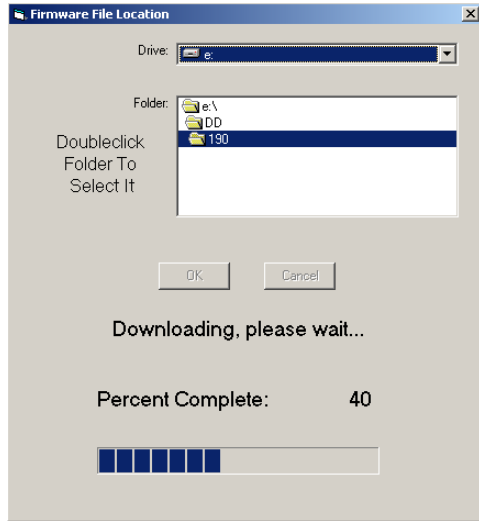 Firmware File Location
Drive:
e:
Folder:
e:\
DD
190
Doubleclick
Folder To
Select It
OK
Cancel
Downloading, please wait...
Percent Complete: 40